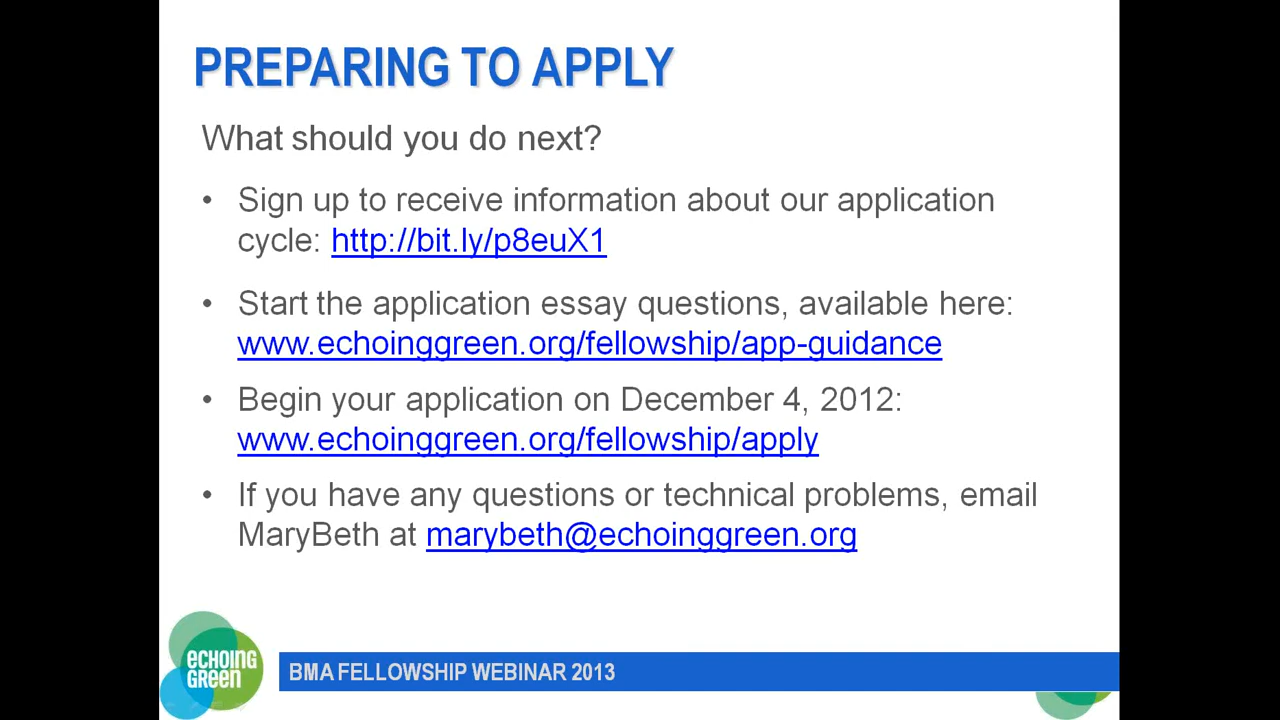 PREPARING TO APPLY
What should you do next?
• Sign up to receive information about our application
cycle: http://bit.ly/p8euX1
• Start the application essay questions, available here:
www.echoinggreen.org/fellowship/app-guidance
• Begin your application on December 4, 2012:
www.echoinggreen.org/fellowship/apply
• If you have any questions or technical problems, email
MaryBeth at marybeth@echoinggreen.org
ECHOING
GREEN
BMA FELLOWSHIP WEBINAR 2013